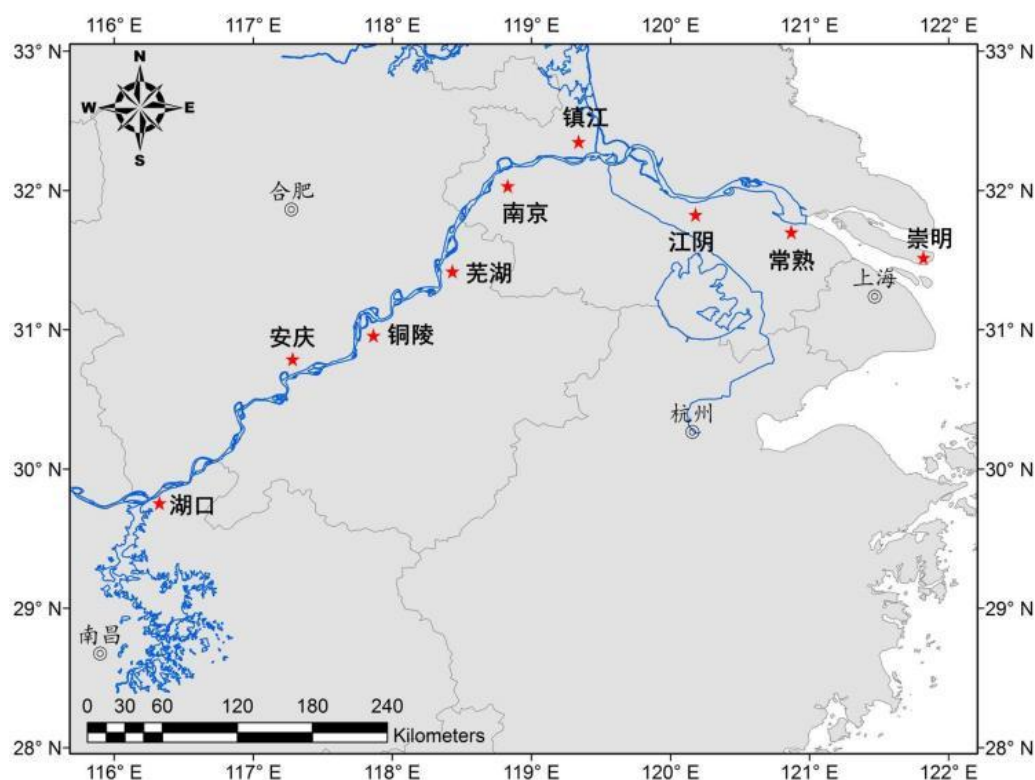 116° E 117° E 118° E 119° E 120° E 121° E 122° E
33° N 33° N
N
W E
S
镇江
32° N 合肥 32° N
南京
江阴 常熟 崇明
芜湖 上海
31° N 安庆 铜陵 31° N
杭州
30° N 30° N
湖口
29° N 29° N
南昌
0 30 60 120 180 240
Kilometers
28° N 28° N
116° E 117° E 118° E 119° E 120° E 121° E 122° E